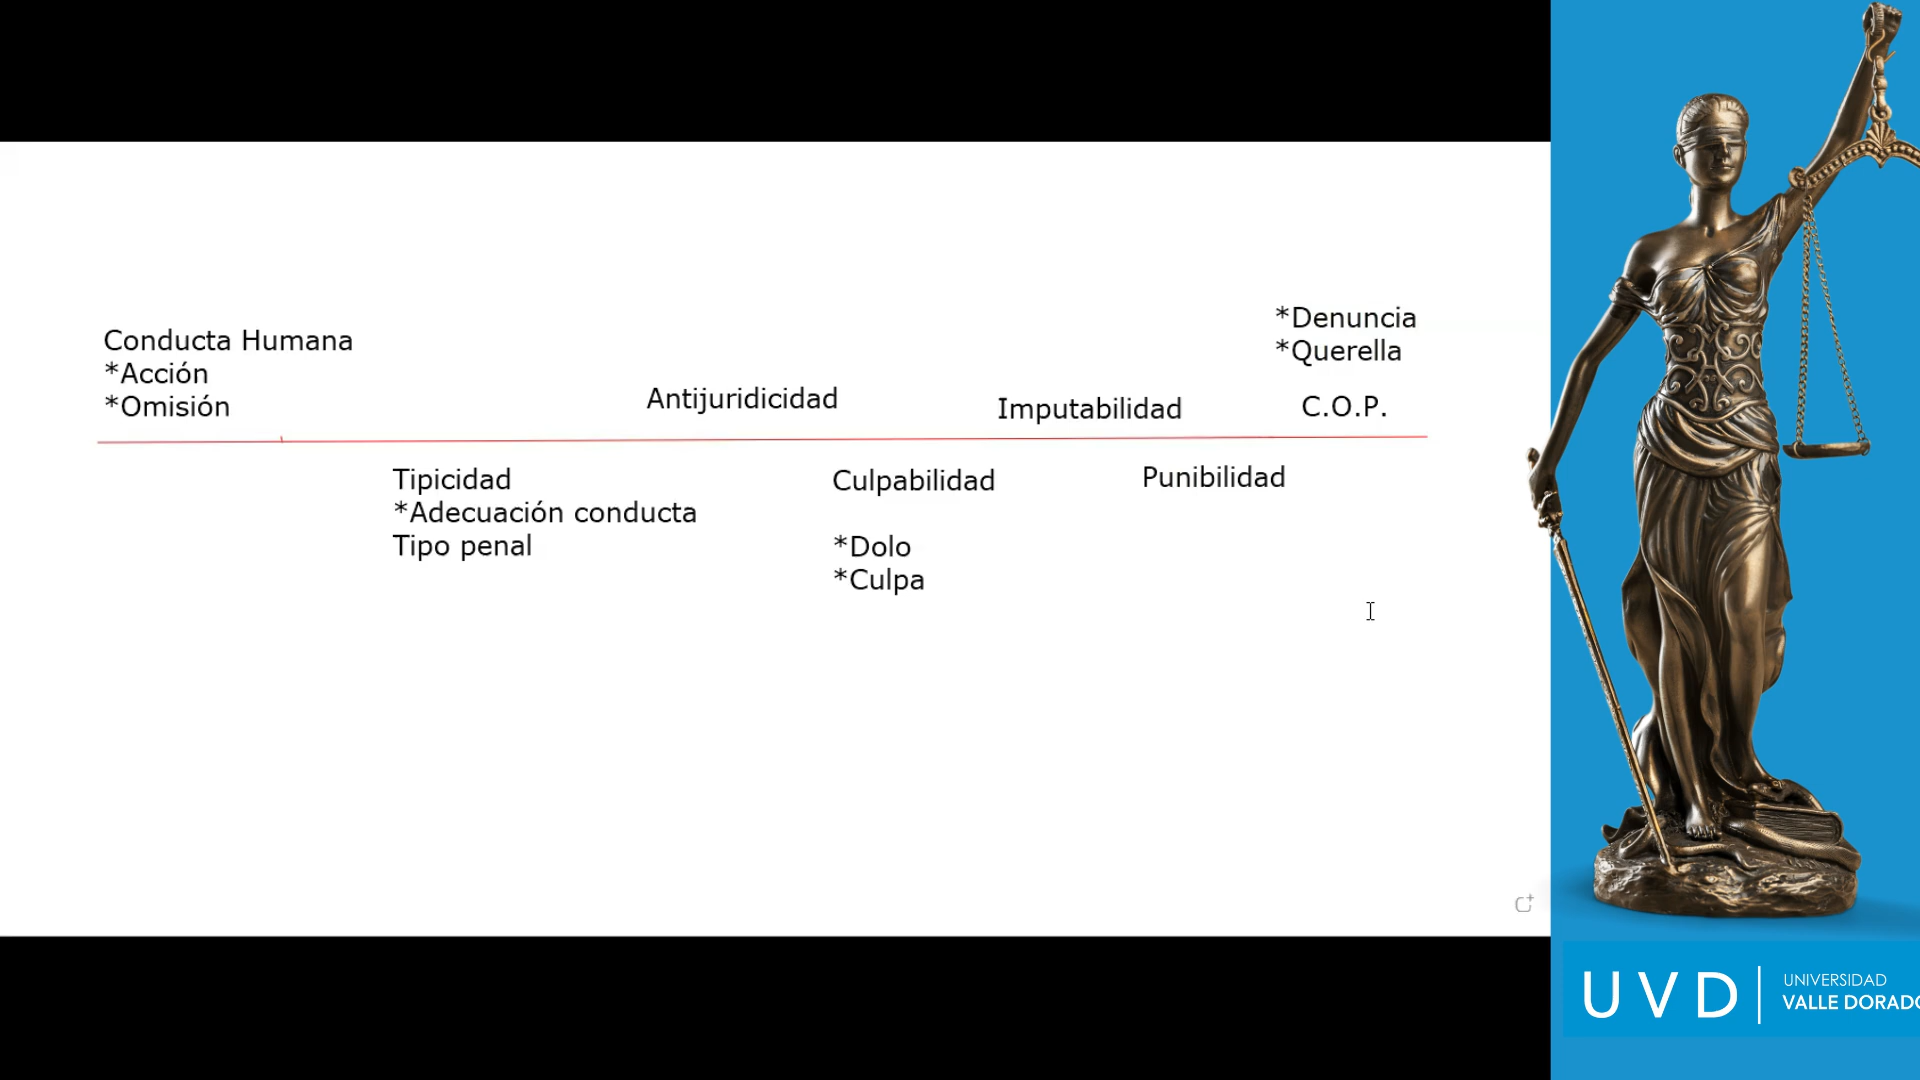 Conducta Humana
*Acción
*Omisión
Antijuridicidad
Imputabilidad
*Denuncia
*Querella
C.O.P.
Tipicidad
*Adecuación conducta
Tipo penal
Culpabilidad
*Dolo
*Culpa
Punibilidad
UVD
UNIVERSIDAD
VALLE DORADO